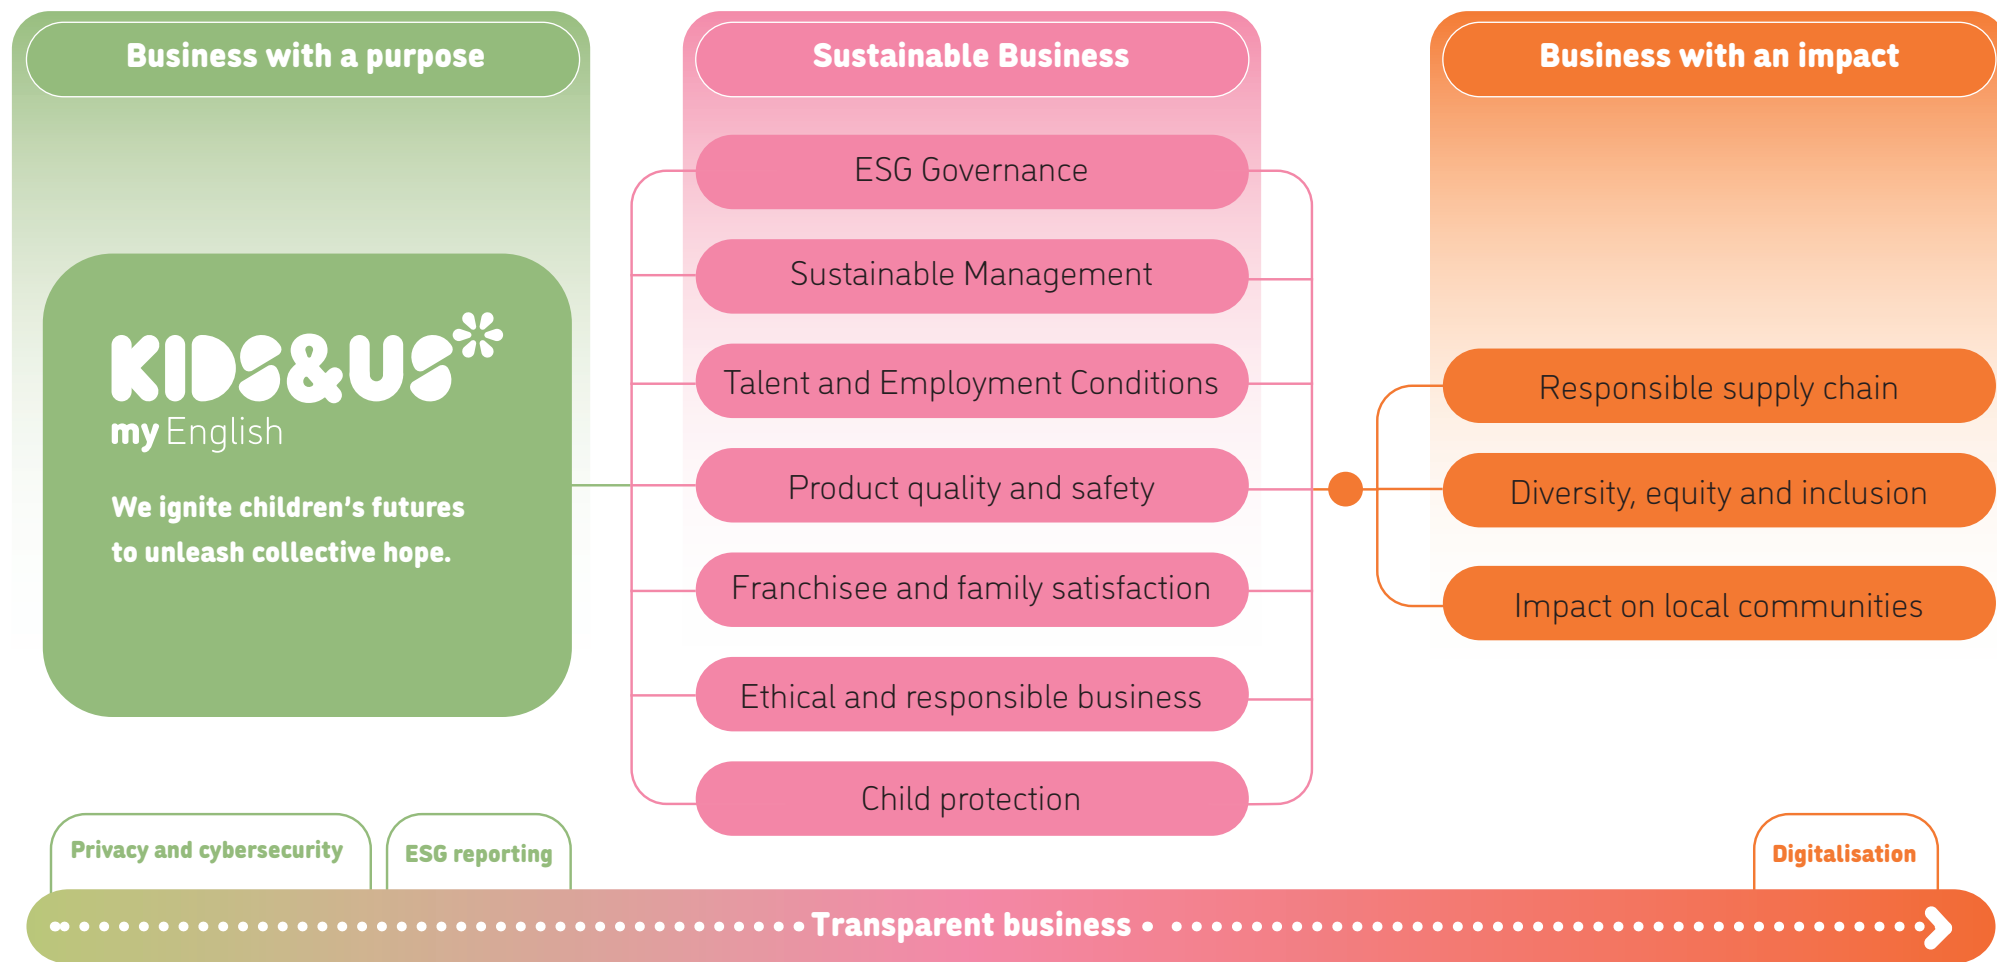 Business with a purpose
KIDS&US
my English
We ignite children's futures
to unleash collective hope.
Sustainable Business
ESG Governance
Sustainable Management
Talent and Employment Conditions
Product quality and safety
Franchisee and family satisfaction
Ethical and responsible business
Child protection
Business with an impact
Responsible supply chain
Diversity, equity and inclusion
Impact on local communities
Privacy and cybersecurity
ESG reporting
Digitalisation
Transparent business